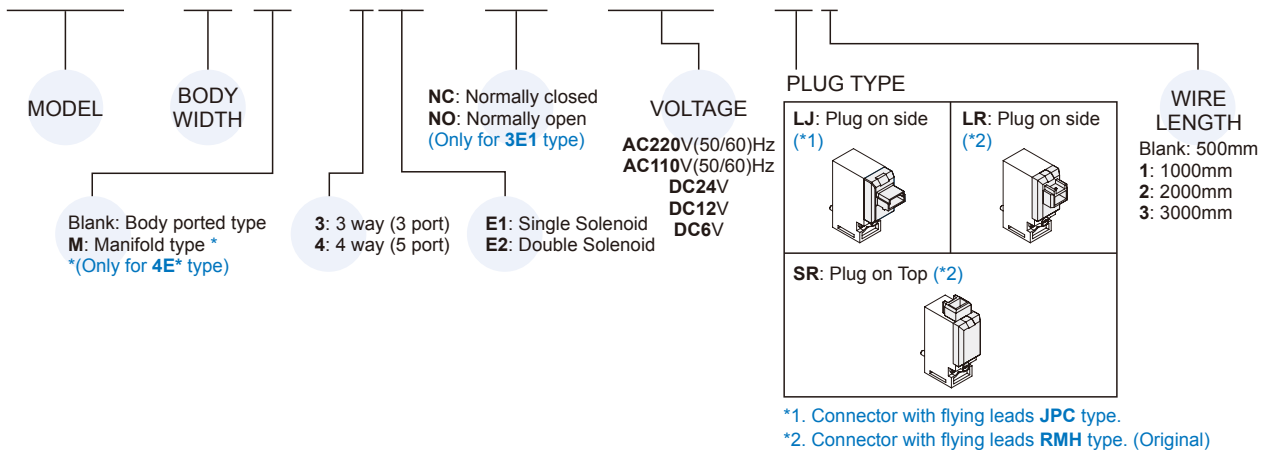 MODEL
BODY
WIDTH
Blank: Body ported type
M: Manifold type *
*(Only for 4E* type)
3: 3 way (3 port)
4: 4 way (5 port)
E1: Single Solenoid
E2: Double Solenoid
NC: Normally closed
NO: Normally open
(Only for 3E1 type)
VOLTAGE
AC220V(50/60)Hz
AC110V(50/60)Hz
DC24V
DC12V
DC6V
PLUG TYPE
LJ: Plug on side
(*1)
LR: Plug on side
(*2)
SR: Plug on Top (*2)
*1. Connector with flying leads JPC type.
*2. Connector with flying leads RMH type. (Original)
WIRE
LENGTH
Blank: 500mm
1: 1000mm
2: 2000mm
3: 3000mm